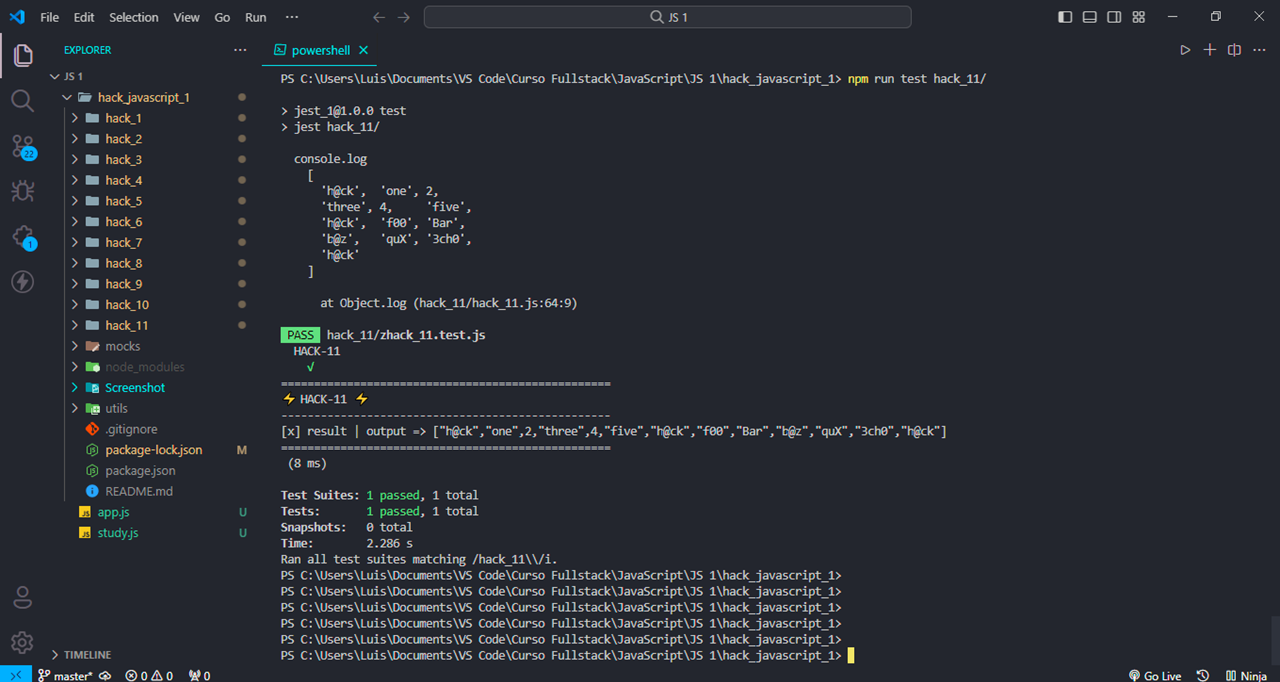 File Edit Selection View Go Run ··· JS 1
EXPLORER ···
JS 1
hack_javascript_1
hack_1
hack_2
hack_3
hack_4
hack_5
hack_6
hack_7
hack_8
hack_9
hack_10
hack_11
mocks
node_modules
Screenshot
utils
.gitignore
package-lock.json M
package.json
README.md
JS app.js U
JS study.js U
TIMELINE
22
1
powershell
PS C:\Users\Luis\Documents\VS Code\Curso Fullstack\JavaScript\JS 1\hack_javascript_1> npm run test hack_11/
> jest_1@1.0.0 test
> jest hack_11/
console.log
[
'h@ck', 'one', 2,
'three', 4, 'five',
'h@ck', 'f00', 'Bar',
'b@z', 'quX', '3ch0',
'h@ck'
]
at Object.log (hack_11/hack_11.js:64:9)
PASS hack_11/zhack_11.test.js
HACK-11
√
==================================================
⚡ HACK-11 ⚡
--------------------------------------------------
[x] result | output => ["h@ck","one",2,"three",4,"five","h@ck","f00","Bar","b@z","quX","3ch0","h@ck"]
==================================================
(8 ms)
Test Suites: 1 passed, 1 total
Tests: 1 passed, 1 total
Snapshots: 0 total
Time: 2.286 s
Ran all test suites matching /hack_11\\/i.
PS C:\Users\Luis\Documents\VS Code\Curso Fullstack\JavaScript\JS 1\hack_javascript_1>
PS C:\Users\Luis\Documents\VS Code\Curso Fullstack\JavaScript\JS 1\hack_javascript_1>
PS C:\Users\Luis\Documents\VS Code\Curso Fullstack\JavaScript\JS 1\hack_javascript_1>
PS C:\Users\Luis\Documents\VS Code\Curso Fullstack\JavaScript\JS 1\hack_javascript_1>
PS C:\Users\Luis\Documents\VS Code\Curso Fullstack\JavaScript\JS 1\hack_javascript_1>
PS C:\Users\Luis\Documents\VS Code\Curso Fullstack\JavaScript\JS 1\hack_javascript_1>
master* 0 0 0 Go Live Ninja